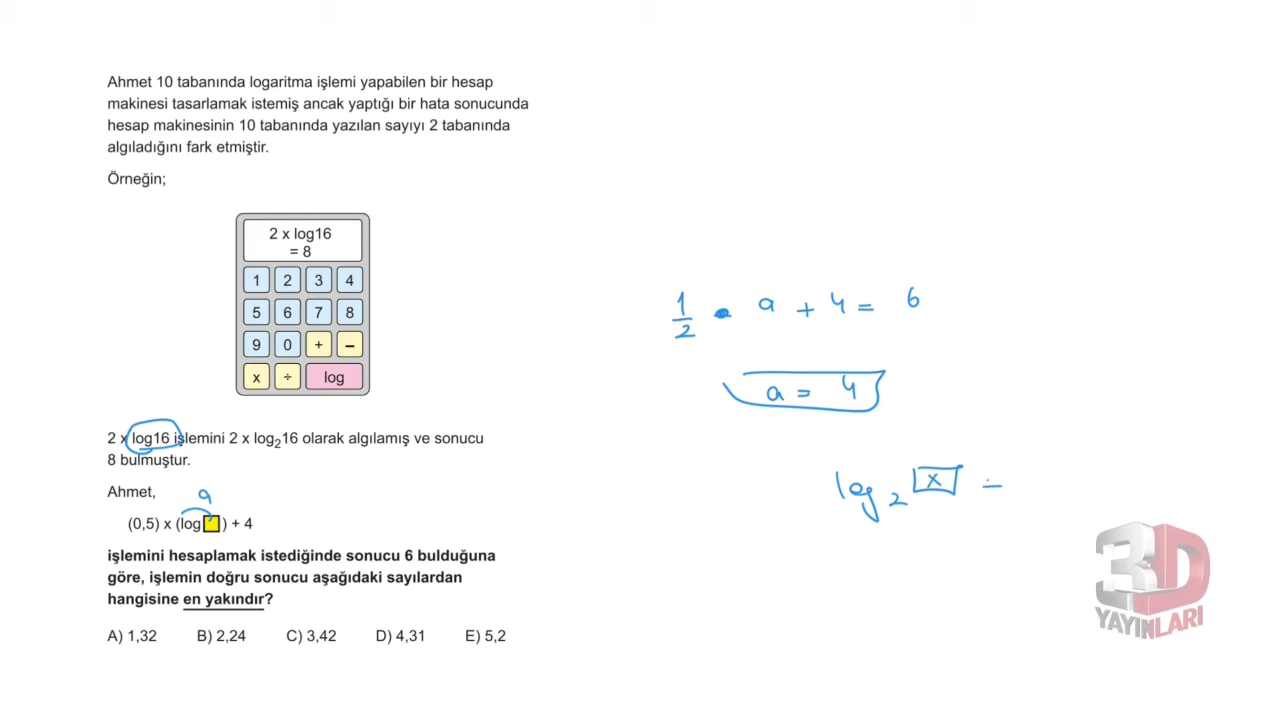 Ahmet 10 tabanında logaritma işlemi yapabilen bir hesap
makinesi tasarlamak istemiş ancak yaptığı bir hata sonucunda
hesap makinesinin 10 tabanında yazılan sayıyı 2 tabanında
algıladığını fark etmiştir.
Örneğin;
2 x log16
= 8
1 2 3 4
5 6 7 8
9 0 + −
x ÷ log
2 x log16 işlemini 2 x log₂16 olarak algılamış ve sonucu
8 bulmuştur.
Ahmet,
a
(0,5) x (log ) + 4
işlemini hesaplamak istediğinde sonucu 6 bulduğuna
göre, işlemin doğru sonucu aşağıdaki sayılardan
hangisine en yakındır?
A) 1,32 B) 2,24 C) 3,42 D) 4,31 E) 5,2
1/2 · a + 4 = 6
a = 4
log₂ x =
3D
YAYINLARI